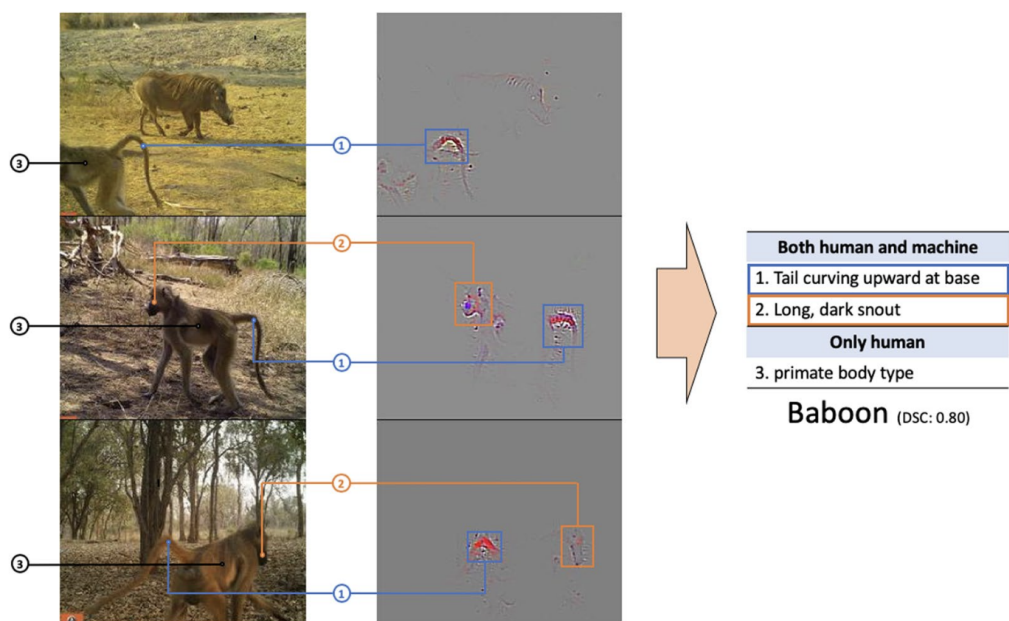 3
1
2
3
1
2
3
1
Both human and machine
1. Tail curving upward at base
2. Long, dark snout
Only human
3. primate body type
Baboon (DSC: 0.80)